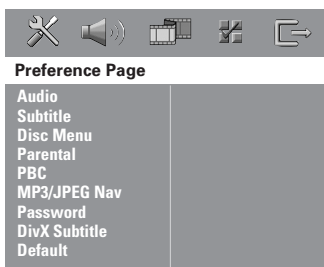 Preference Page
Audio
Subtitle
Disc Menu
Parental
PBC
MP3/JPEG Nav
Password
DivX Subtitle
Default